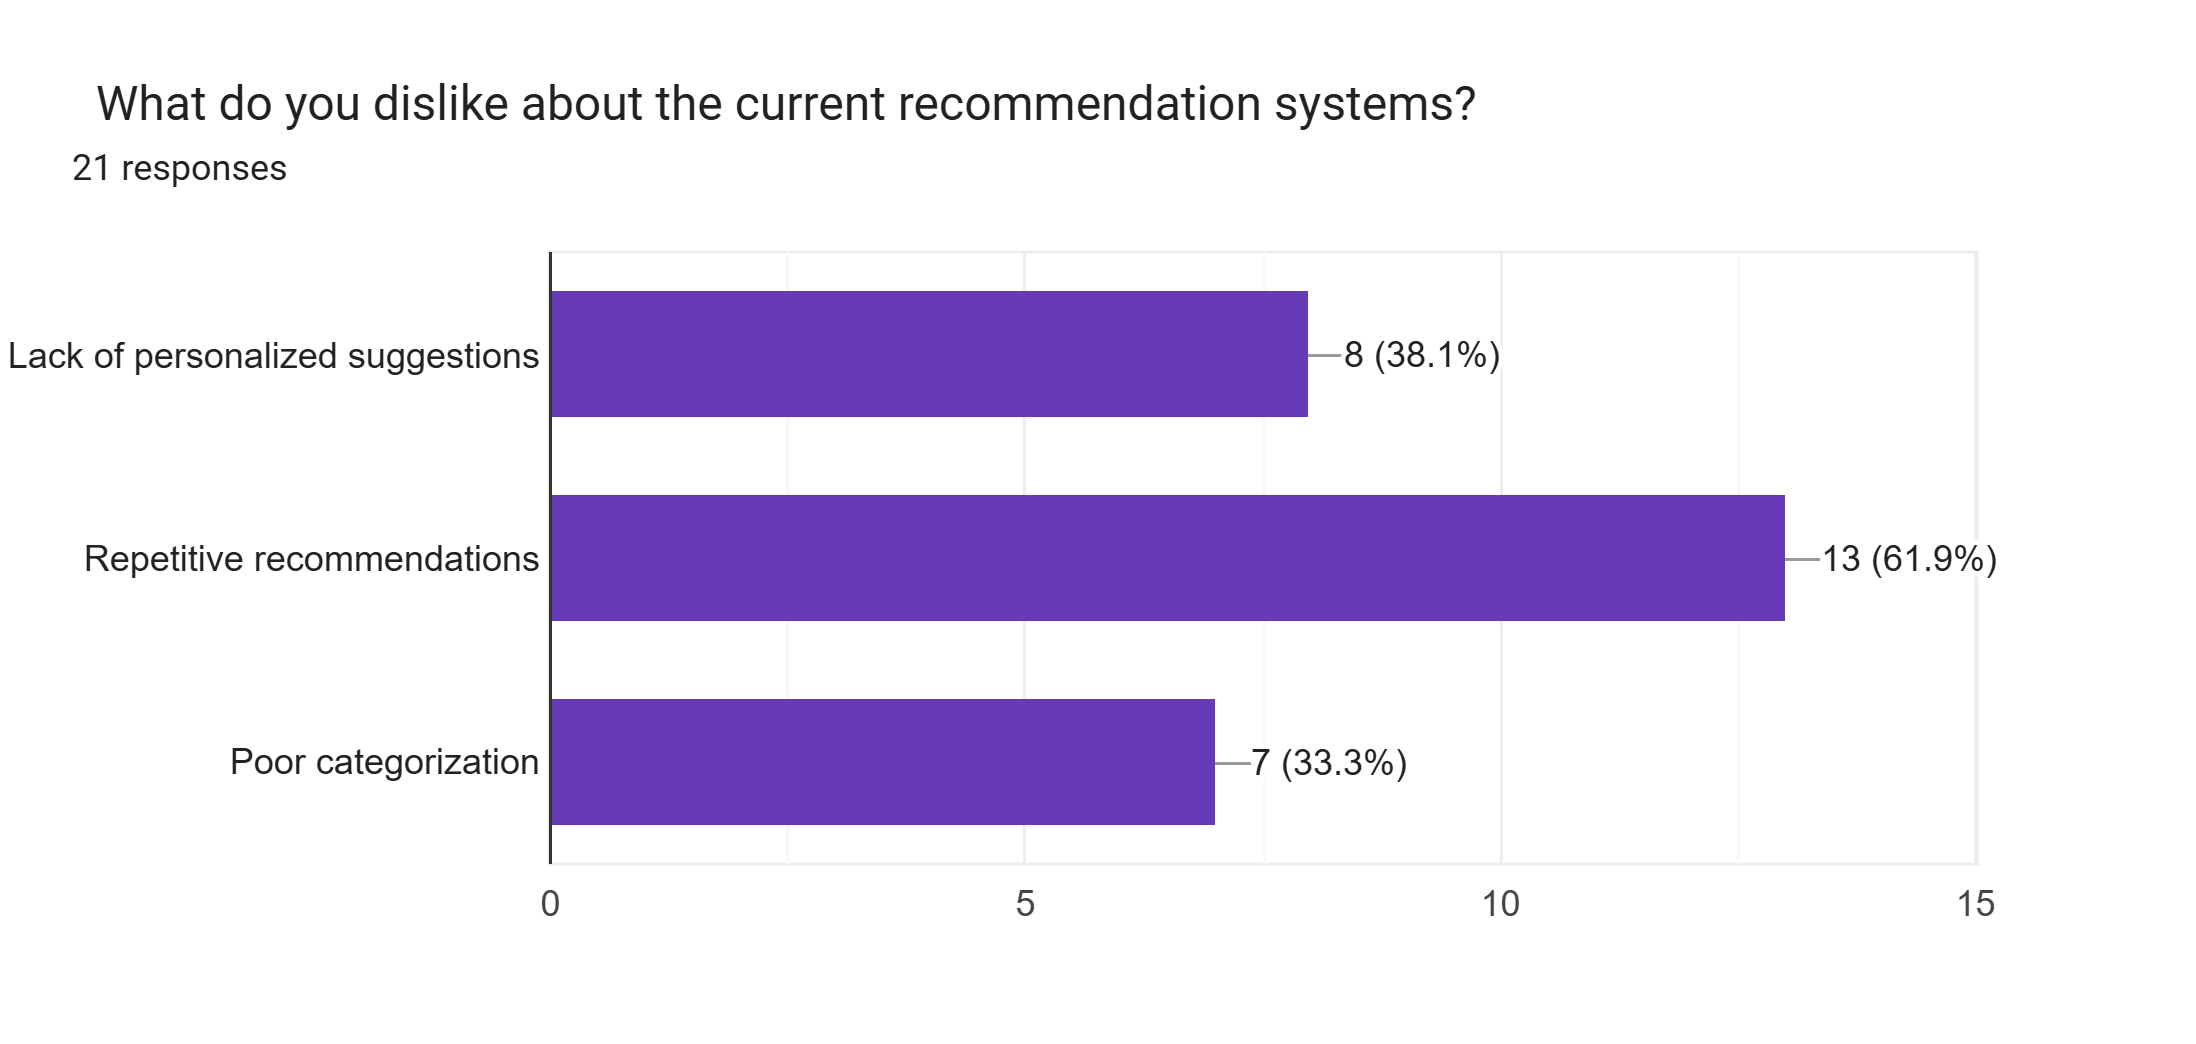 What do you dislike about the current recommendation systems?
21 responses
Lack of personalized suggestions
8 (38.1%)
Repetitive recommendations
13 (61.9%)
Poor categorization
7 (33.3%)
0 5 10 15